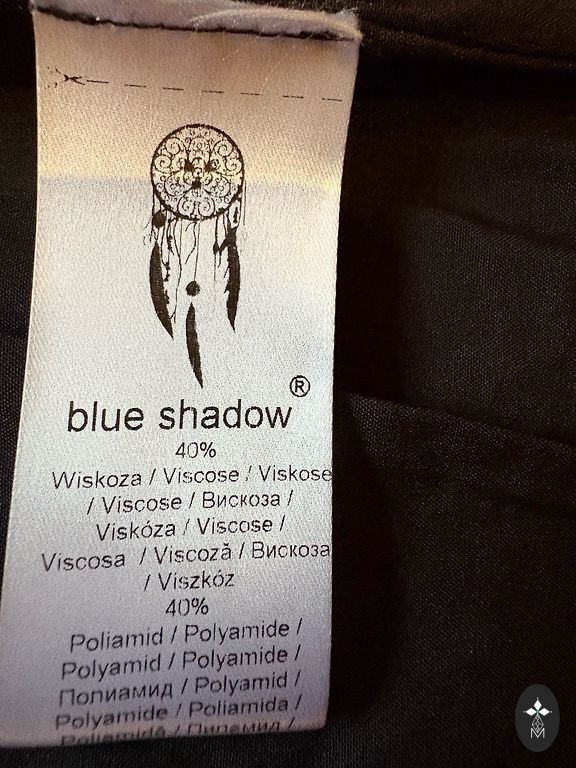 blue shadow®
40%
Wiskoza / Viscose / Viskose
/ Viscose / Вискоза /
Viskóza / Viscose /
Viscosa / Viscoză / Вискоза
/ Viszkóz
40%
Poliamid / Polyamide /
Polyamid / Polyamide /
Полиамид / Polyamid /
Polyamide / Poliamida /
Poliamidă /
M